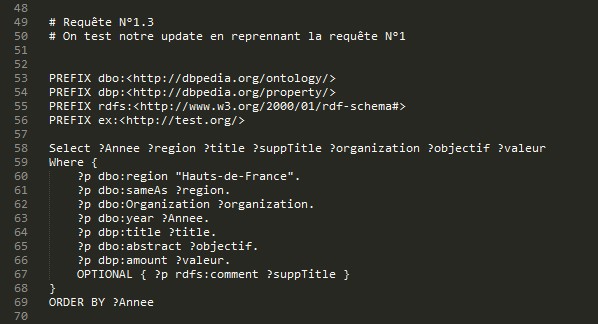 48
49 # Requête N°1.3
50 # On test notre update en reprennant la requête N°1
51
52
53 PREFIX dbo:<http://dbpedia.org/ontology/>
54 PREFIX dbp:<http://dbpedia.org/property/>
55 PREFIX rdfs:<http://www.w3.org/2000/01/rdf-schema#>
56 PREFIX ex:<http://test.org/>
57
58 Select ?Annee ?region ?title ?suppTitle ?organization ?objectif ?valeur
59 Where {
60 ?p dbo:region "Hauts-de-France".
61 ?p dbo:sameAs ?region.
62 ?p dbo:Organization ?organization.
63 ?p dbo:year ?Annee.
64 ?p dbp:title ?title.
65 ?p dbo:abstract ?objectif.
66 ?p dbp:amount ?valeur.
67 OPTIONAL { ?p rdfs:comment ?suppTitle }
68 }
69 ORDER BY ?Annee
70